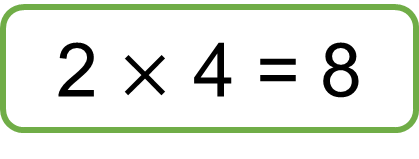 2 × 4 = 8